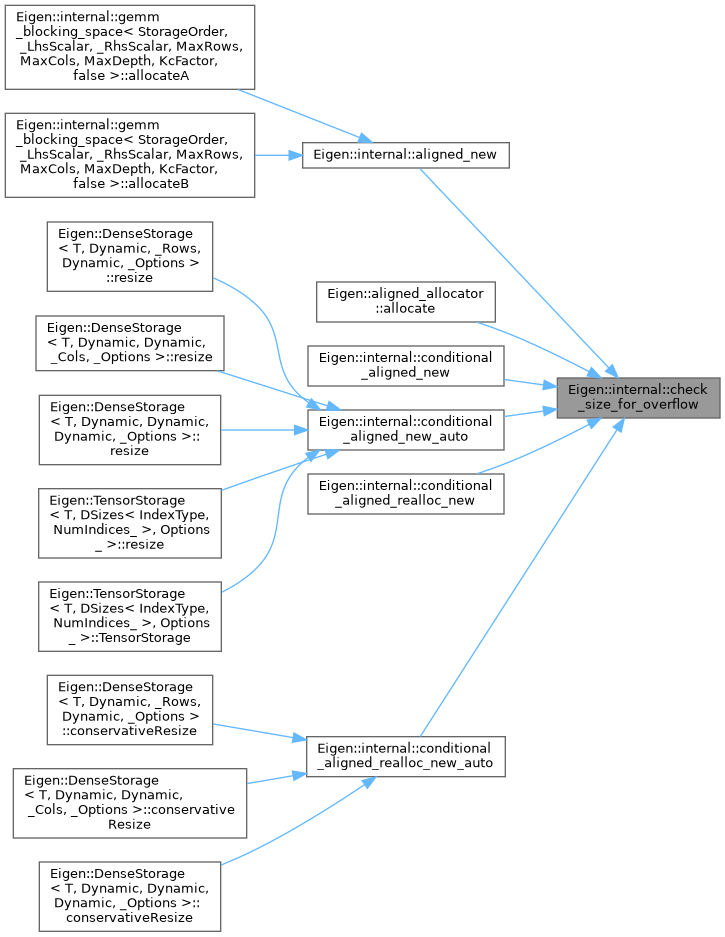 Eigen::internal::gemm
_blocking_space< StorageOrder,
_LhsScalar, _RhsScalar, MaxRows,
MaxCols, MaxDepth, KcFactor,
false >::allocateA
Eigen::internal::gemm
_blocking_space< StorageOrder,
_LhsScalar, _RhsScalar, MaxRows,
MaxCols, MaxDepth, KcFactor,
false >::allocateB
Eigen::internal::aligned_new
Eigen::DenseStorage
< T, Dynamic, _Rows,
Dynamic, _Options >
::resize
Eigen::aligned_allocator
::allocate
Eigen::DenseStorage
< T, Dynamic, Dynamic,
_Cols, _Options >::resize
Eigen::internal::conditional
_aligned_new
Eigen::internal::check
_size_for_overflow
Eigen::DenseStorage
< T, Dynamic, Dynamic,
Dynamic, _Options >::
resize
Eigen::internal::conditional
_aligned_new_auto
Eigen::internal::conditional
_aligned_realloc_new
Eigen::TensorStorage
< T, DSizes< IndexType,
NumIndices_ >, Options
_ >::resize
Eigen::TensorStorage
< T, DSizes< IndexType,
NumIndices_ >, Options
_ >::TensorStorage
Eigen::DenseStorage
< T, Dynamic, _Rows,
Dynamic, _Options >
::conservativeResize
Eigen::internal::conditional
_aligned_realloc_new_auto
Eigen::DenseStorage
< T, Dynamic, Dynamic,
_Cols, _Options >::conservative
Resize
Eigen::DenseStorage
< T, Dynamic, Dynamic,
Dynamic, _Options >::
conservativeResize